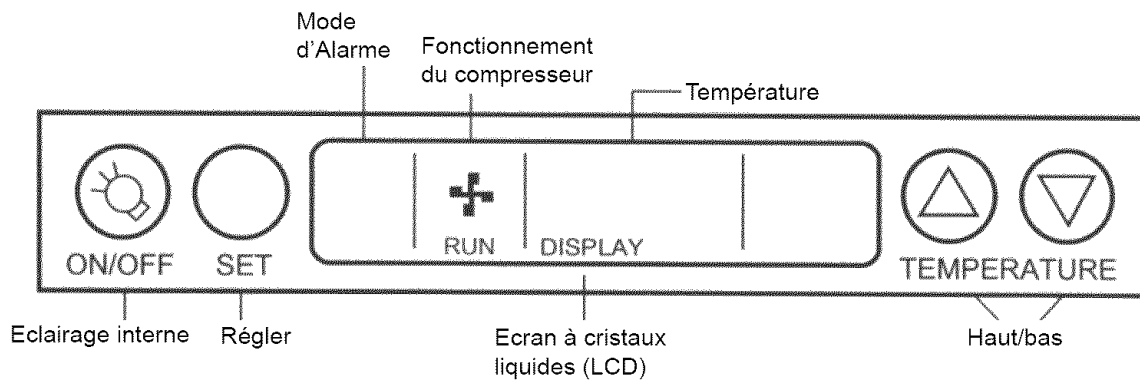 Mode
d'Alarme
Fonctionnement
du compresseur
Température
RUN
DISPLAY
ON/OFF
SET
TEMPERATURE
Eclairage interne
Régler
Ecran à cristaux
liquides (LCD)
Haut/bas